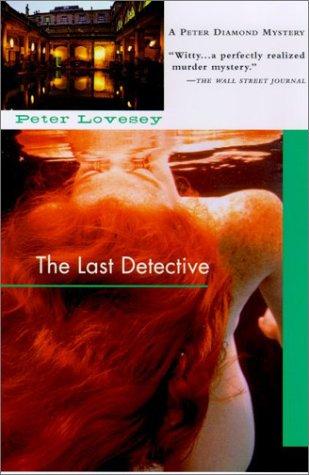 A PETER DIAMOND MYSTERY
"Witty...a perfectly realized
murder mystery."
—THE WALL STREET JOURNAL
Peter Lovesey
The Last Detective